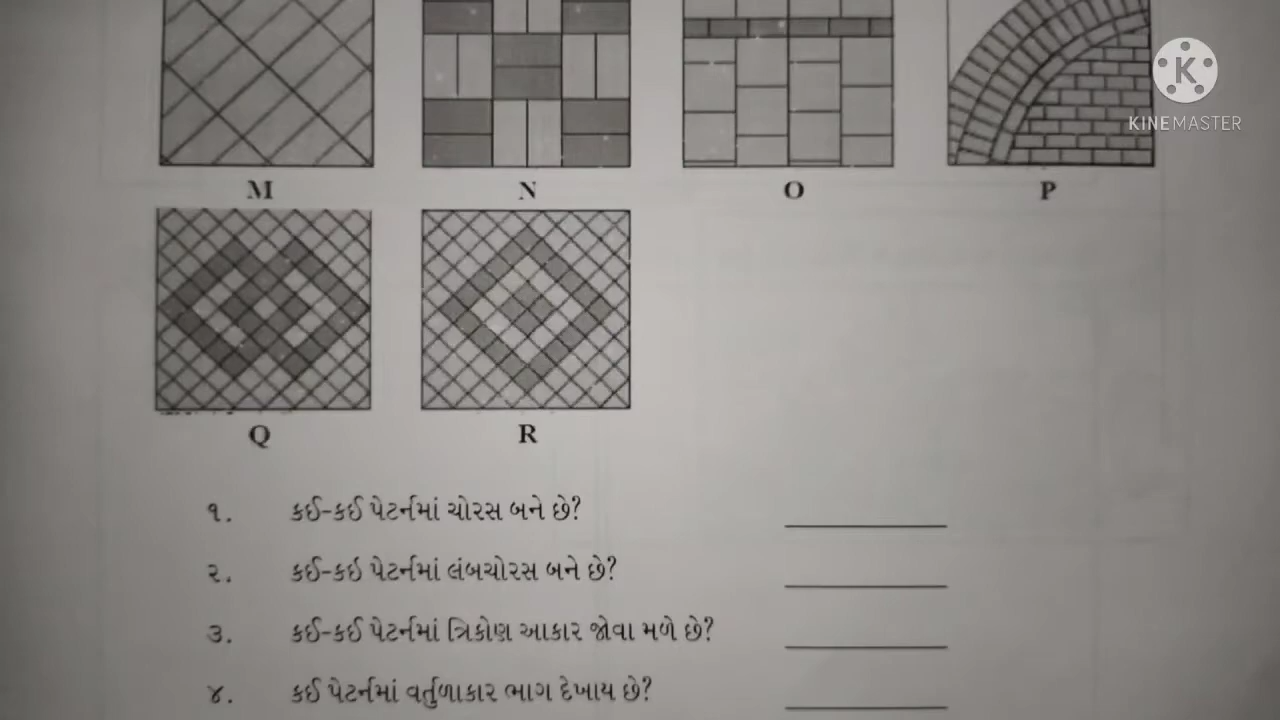 K
KINEMASTER
M N O P
Q R
૧. કઈ-કઈ પેટર્નમાં ચોરસ બને છે?
૨. કઈ-કઈ પેટર્નમાં લંબચોરસ બને છે?
૩. કઈ-કઈ પેટર્નમાં ત્રિકોણ આકાર જોવા મળે છે?
૪. કઈ પેટર્નમાં વર્તુળાકાર ભાગ દેખાય છે?